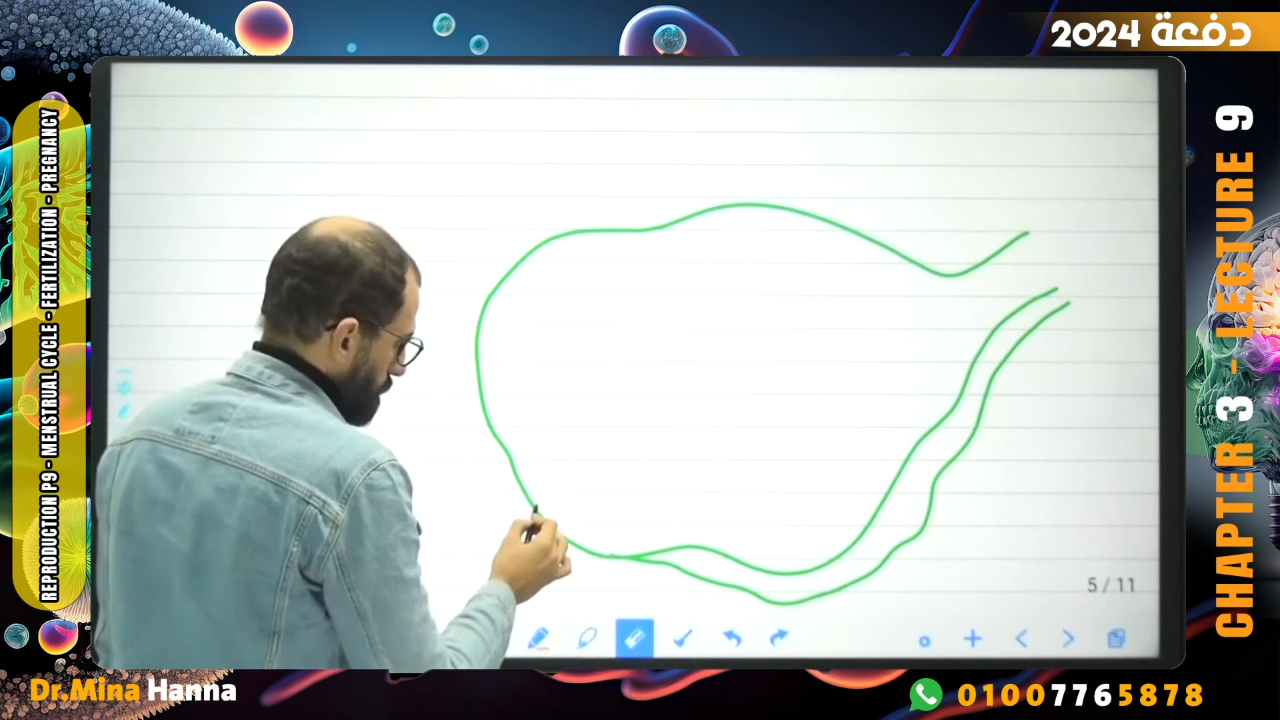 دفعة 2024
REPRODUCTION P9 - MENSTRUAL CYCLE - FERTILIZATION - PREGNANCY
CHAPTER 3 - LECTURE 9
5 / 11
Dr.Mina Hanna
01007765878